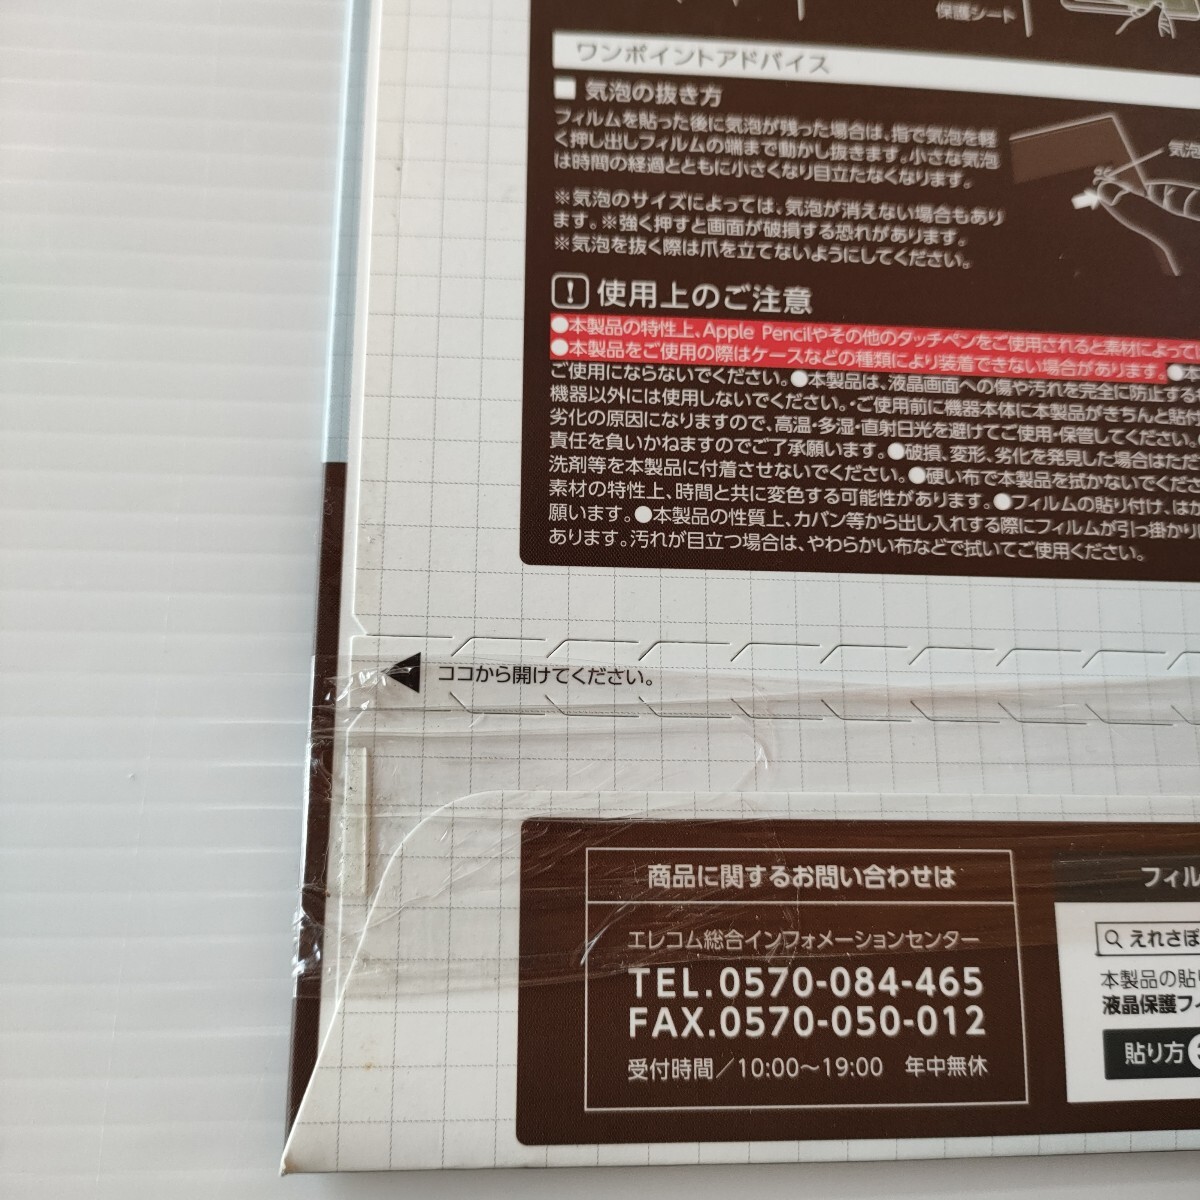 保護シート
ワンポイントアドバイス
■ 気泡の抜き方
フィルムを貼った後に気泡が残った場合は、指で気泡を軽
く押し出しフィルムの端まで動かし抜きます。小さな気泡
は時間の経過とともに小さくなり目立たなくなります。
気泡
※気泡のサイズによっては、気泡が消えない場合もあり
ます。※強く押すと画面が破損する恐れがあります。
※気泡を抜く際は爪を立てないようにしてください。
使用上のご注意
●本製品の特性上、Apple Pencilやその他のタッチペンをご使用されると素材によって
●本製品をご使用の際はケースなどの種類により装着できない場合があります。●本
ご使用にならないでください。●本製品は、液晶画面への傷や汚れを完全に防止する
機器以外には使用しないでください。・ご使用前に機器本体に本製品がきちんと貼付
劣化の原因になりますので、高温・多湿・直射日光を避けてご使用・保管してください。
責任を負いかねますのでご了承願います。●破損、変形、劣化を発見した場合はただ
洗剤等を本製品に付着させないでください。●硬い布で本製品を拭かないでくださ
素材の特性上、時間と共に変色する可能性があります。●フィルムの貼り付け、はが
願います。●本製品の性質上、カバン等から出し入れする際にフィルムが引っ掛かり
あります。汚れが目立つ場合は、やわらかい布などで拭いてご使用ください。
ココから開けてください。
商品に関するお問い合わせは
エレコム総合インフォメーションセンター
TEL.0570-084-465
FAX.0570-050-012
受付時間／10:00〜19:00 年中無休
フィル
えれさぽ
本製品の貼り
液晶保護フィ
貼り方